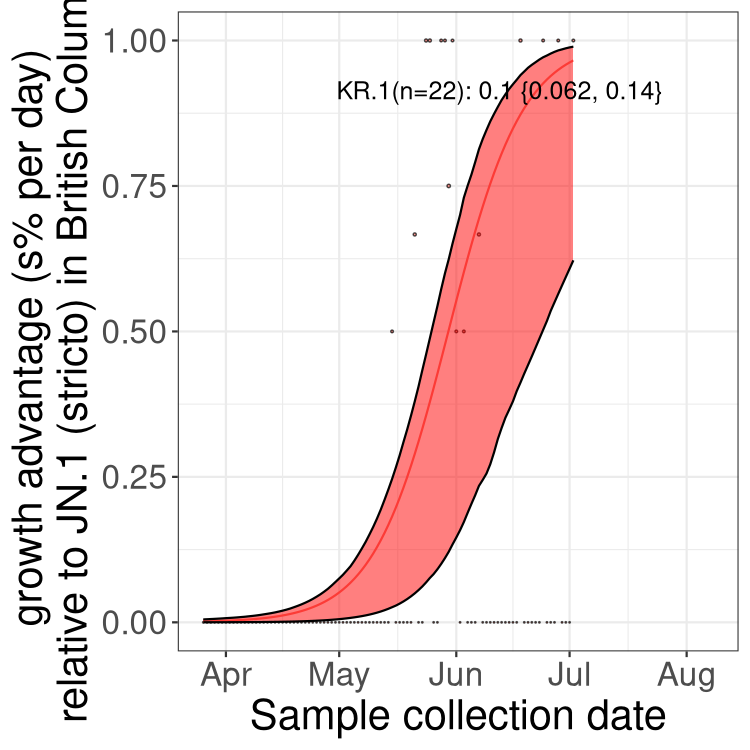 growth advantage (s% per day)
relative to JN.1 (stricto) in British Colum
1.00
0.75
0.50
0.25
0.00
KR.1(n=22): 0.1 {0.062, 0.14}
Apr May Jun Jul Aug
Sample collection date